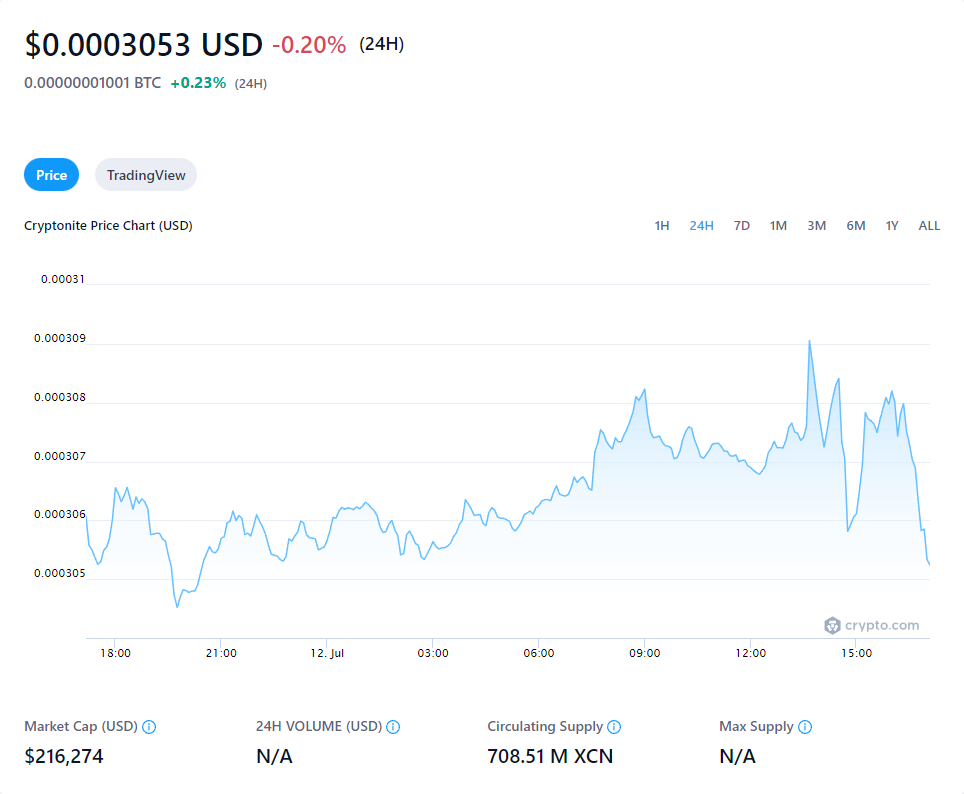 $0.0003053 USD -0.20% (24H)
0.00000001001 BTC +0.23% (24H)
Price TradingView
Cryptonite Price Chart (USD) 1H 24H 7D 1M 3M 6M 1Y ALL
0.00031
0.000309
0.000308
0.000307
0.000306
0.000305
crypto.com
18:00 21:00 12. Jul 03:00 06:00 09:00 12:00 15:00
Market Cap (USD) 24H VOLUME (USD) Circulating Supply Max Supply
$216,274 N/A 708.51 M XCN N/A